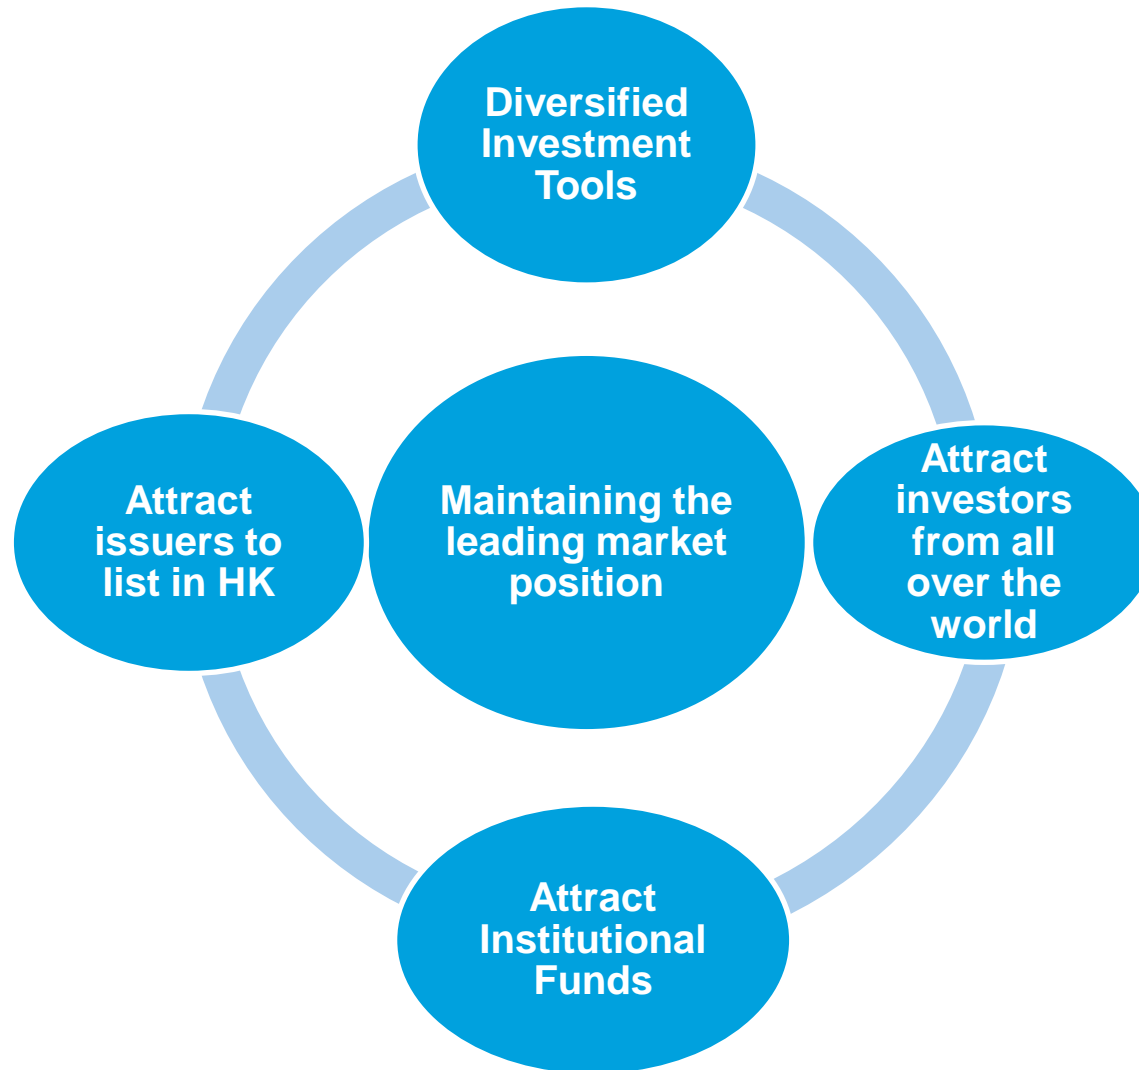 Diversified
Investment
Tools
Attract
issuers to
list in HK
Maintaining the
leading market
position
Attract
investors
from all
over the
world
Attract
Institutional
Funds